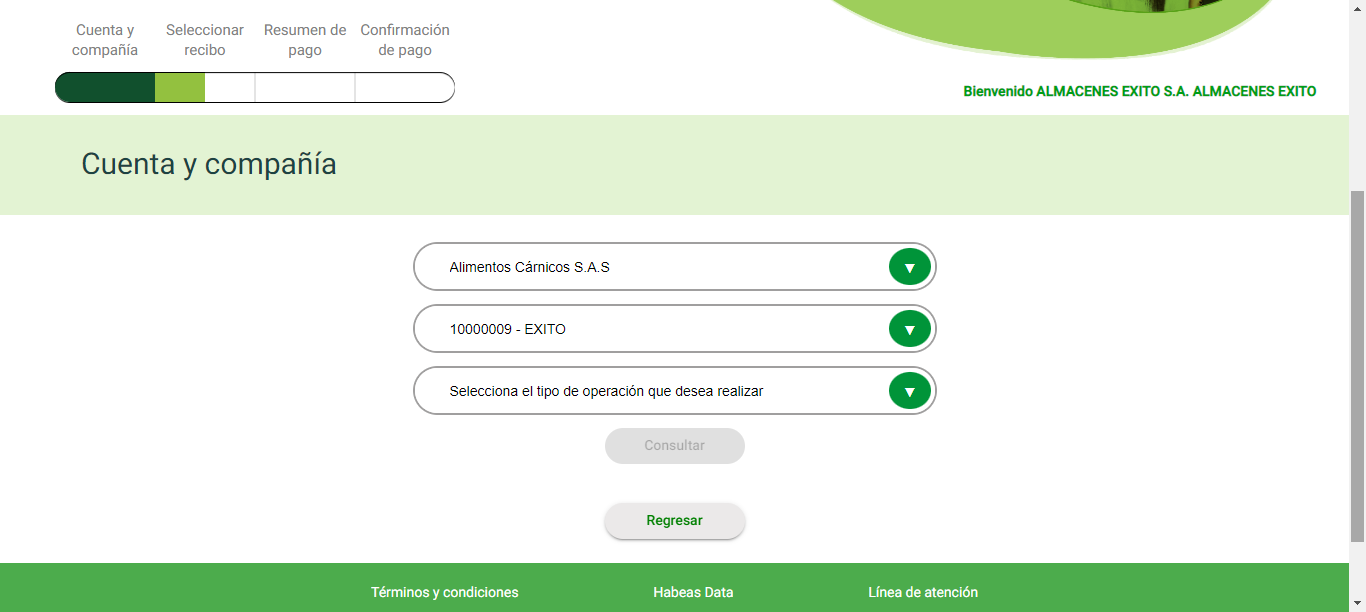 Cuenta y
compañía
Seleccionar
recibo
Resumen de
pago
Confirmación
de pago
Bienvenido ALMACENES EXITO S.A. ALMACENES EXITO
Cuenta y compañía
Alimentos Cárnicos S.A.S
10000009 - EXITO
Selecciona el tipo de operación que desea realizar
Consultar
Regresar
Términos y condiciones
Habeas Data
Línea de atención